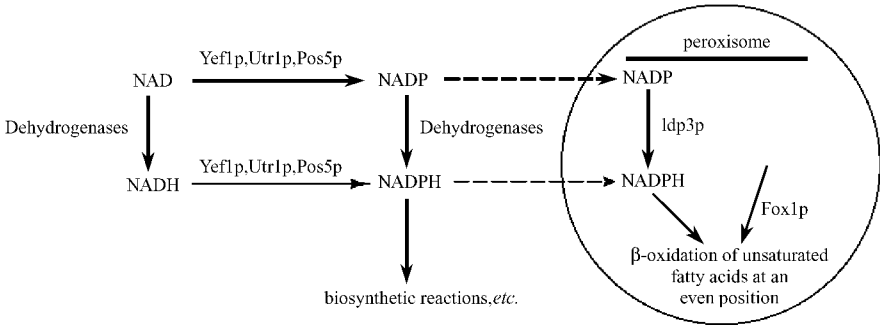 Yef1p,Utr1p,Pos5p
peroxisome
NAD
NADP
NADP
Dehydrogenases
Dehydrogenases
ldp3p
Yef1p,Utr1p,Pos5p
NADH
NADPH
NADPH
Fox1p
β-oxidation of unsaturated
fatty acids at an
even position
biosynthetic reactions,etc.